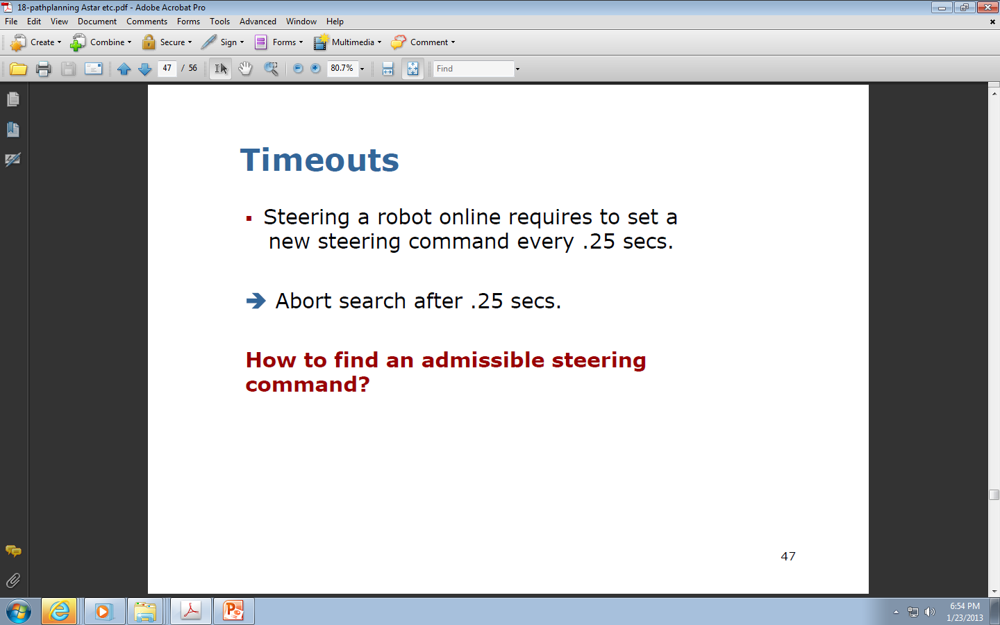 18-pathplanning Astar etc.pdf - Adobe Acrobat Pro
File Edit View Document Comments Forms Tools Advanced Window Help
Create Combine Secure Sign Forms Multimedia Comment
47 / 56 80.7% Find
Timeouts
Steering a robot online requires to set a
new steering command every .25 secs.
➔ Abort search after .25 secs.
How to find an admissible steering
command?
47
6:54 PM
1/23/2013